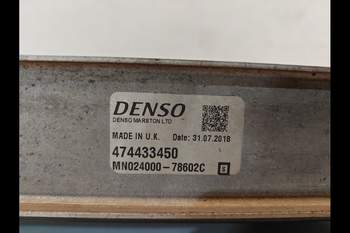 DENSO
DENSO MARSTON LTD
MADE IN U.K. Date: 31.07.2018
474433450
MN024000-78602C S